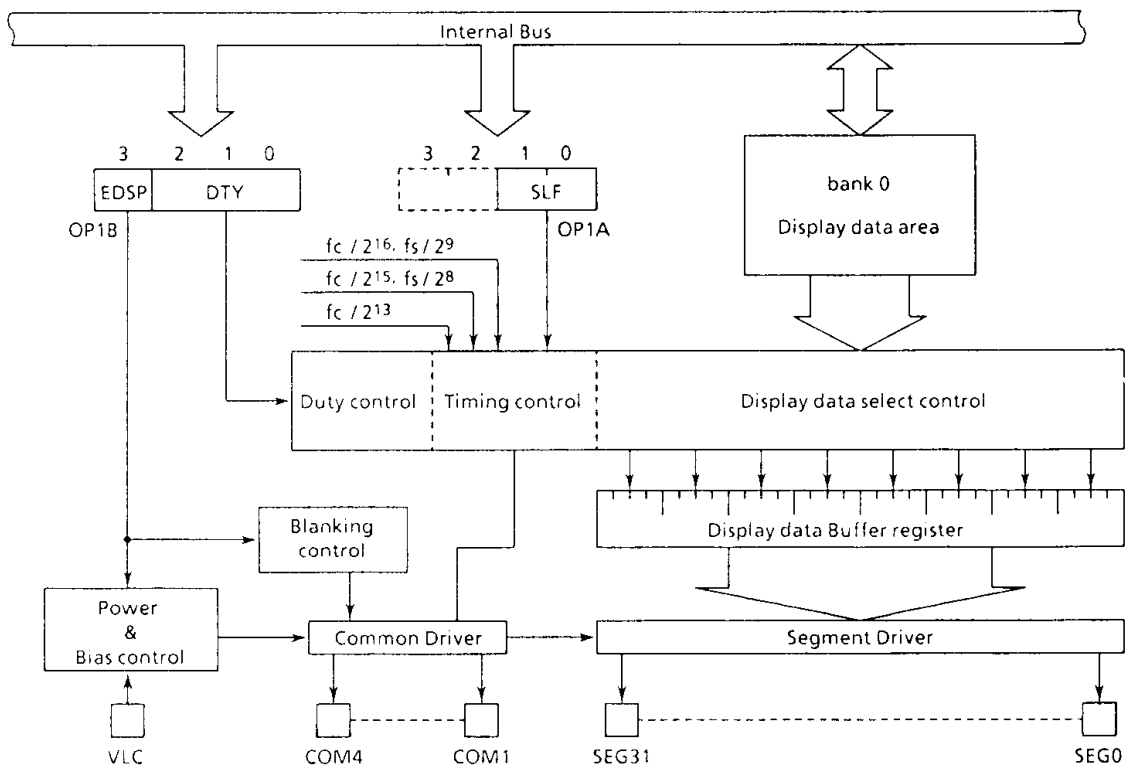 Internal Bus
3 2 1 0
3 2 1 0
EDSP DTY
SLF
OP1B
OP1A
bank 0
Display data area
fc / 2¹⁶, fs / 2⁹
fc / 2¹⁵, fs / 2⁸
fc / 2¹³
Duty control
Timing control
Display data select control
Blanking
control
Display data Buffer register
Power
&
Bias control
Common Driver
Segment Driver
VLC
COM4
COM1
SEG31
SEG0